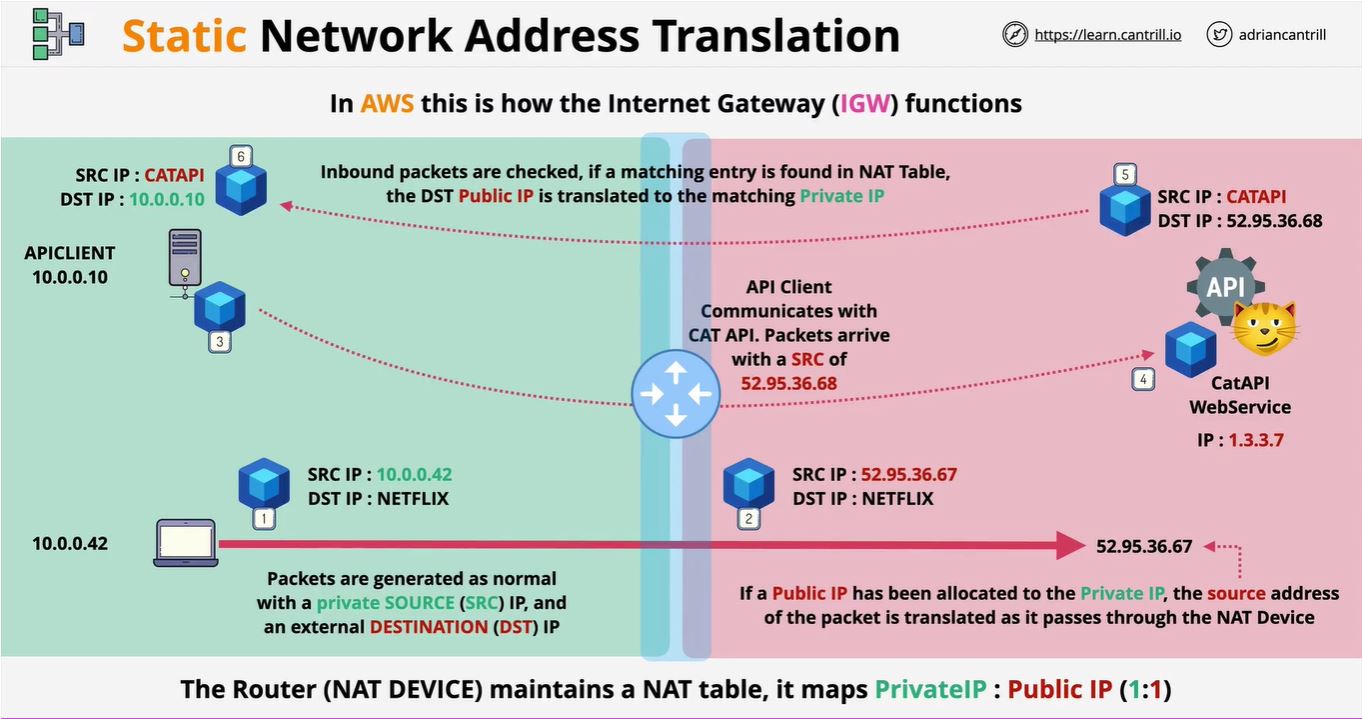 Static Network Address Translation
https://learn.cantrill.io
adriancantrill
In AWS this is how the Internet Gateway (IGW) functions
6
SRC IP : CATAPI
DST IP : 10.0.0.10
Inbound packets are checked, if a matching entry is found in NAT Table,
the DST Public IP is translated to the matching Private IP
5
SRC IP : CATAPI
DST IP : 52.95.36.68
APICLIENT
10.0.0.10
3
API Client
Communicates with
CAT API. Packets arrive
with a SRC of
52.95.36.68
API
4
CatAPI
WebService
IP : 1.3.3.7
1
SRC IP : 10.0.0.42
DST IP : NETFLIX
2
SRC IP : 52.95.36.67
DST IP : NETFLIX
10.0.0.42
52.95.36.67
Packets are generated as normal
with a private SOURCE (SRC) IP, and
an external DESTINATION (DST) IP
If a Public IP has been allocated to the Private IP, the source address
of the packet is translated as it passes through the NAT Device
The Router (NAT DEVICE) maintains a NAT table, it maps PrivateIP : Public IP (1:1)